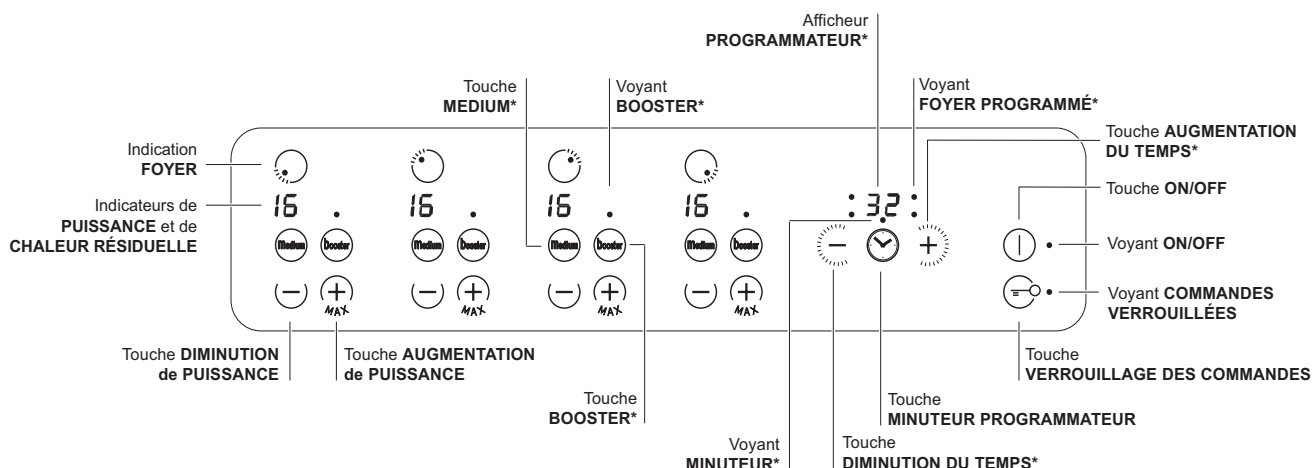 Afficheur
PROGRAMMATEUR*
Touche
MEDIUM*
Voyant
BOOSTER*
Voyant
FOYER PROGRAMMÉ*
Touche AUGMENTATION
DU TEMPS*
Indication
FOYER
Touche ON/OFF
Indicateurs de
PUISSANCE et de
CHALEUR RÉSIDUELLE
16 16 16 16 : 32 :
Medium booster Medium booster Medium booster Medium booster
Voyant ON/OFF
MAX MAX MAX MAX
Voyant COMMANDES
VERROUILLÉES
Touche DIMINUTION
de PUISSANCE
Touche AUGMENTATION
de PUISSANCE
Touche
VERROUILLAGE DES COMMANDES
Touche
BOOSTER*
Touche
MINUTEUR PROGRAMMATEUR
Voyant
MINUTEUR*
Touche
DIMINUTION DU TEMPS*